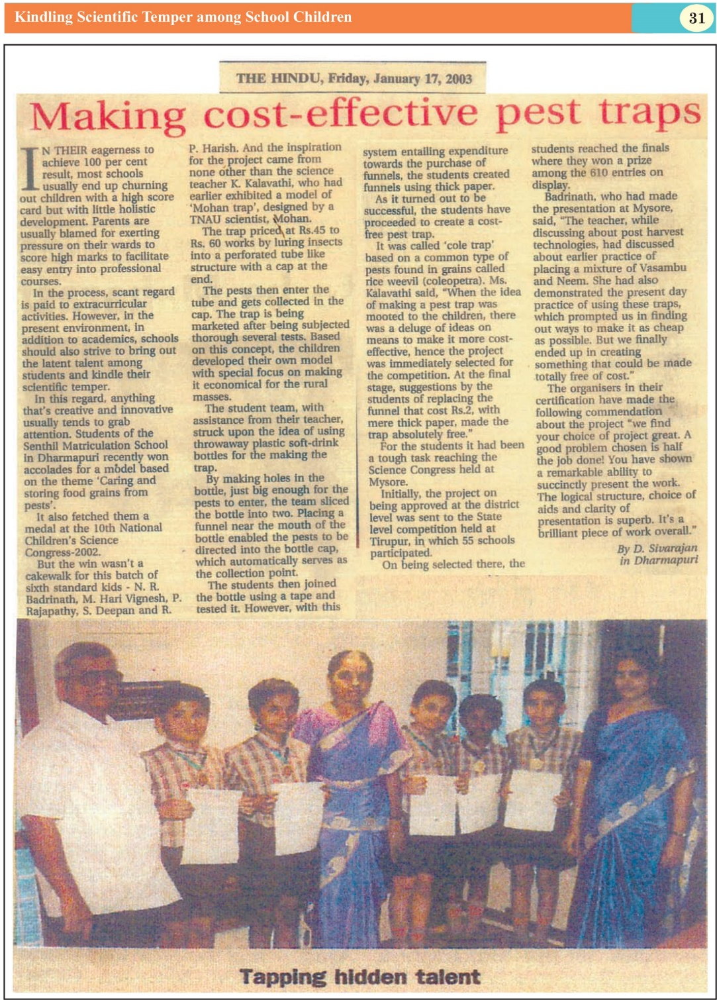 Kindling Scientific Temper among School Children
31
THE HINDU, Friday, January 17, 2003
Making cost-effective pest traps
IN THEIR eagerness to
achieve 100 per cent
result, most schools
usually end up churning
out children with a high score
card but with little holistic
development. Parents are
usually blamed for exerting
pressure on their wards to
score high marks to facilitate
easy entry into professional
courses.
In the process, scant regard
is paid to extracurricular
activities. However, in the
present environment, in
addition to academics, schools
should also strive to bring out
the latent talent among
students and kindle their
scientific temper.
In this regard, anything
that's creative and innovative
usually tends to grab
attention. Students of the
Senthil Matriculation School
in Dharmapuri recently won
accolades for a model based
on the theme 'Caring and
storing food grains from
pests'.
It also fetched them a
medal at the 10th National
Children's Science
Congress-2002.
But the win wasn't a
cakewalk for this batch of
sixth standard kids - N. R.
Badrinath, M. Hari Vignesh, P.
Rajapathy, S. Deepan and R.
P. Harish. And the inspiration
for the project came from
none other than the science
teacher K. Kalavathi, who had
earlier exhibited a model of
'Mohan trap', designed by a
TNAU scientist, Mohan.
The trap priced at Rs.45 to
Rs. 60 works by luring insects
into a perforated tube like
structure with a cap at the
end.
The pests then enter the
tube and gets collected in the
cap. The trap is being
marketed after being subjected
thorough several tests. Based
on this concept, the children
developed their own model
with special focus on making
it economical for the rural
masses.
The student team, with
assistance from their teacher,
struck upon the idea of using
throwaway plastic soft-drink
bottles for the making the
trap.
By making holes in the
bottle, just big enough for the
pests to enter, the team sliced
the bottle into two. Placing a
funnel near the mouth of the
bottle enabled the pests to be
directed into the bottle cap,
which automatically serves as
the collection point.
The students then joined
the bottle using a tape and
tested it. However, with this
system entailing expenditure
towards the purchase of
funnels, the students created
funnels using thick paper.
As it turned out to be
successful, the students have
proceeded to create a cost-
free pest trap.
It was called 'cole trap'
based on a common type of
pests found in grains called
rice weevil (coleopetra). Ms.
Kalavathi said, "When the idea
of making a pest trap was
mooted to the children, there
was a deluge of ideas on
means to make it more cost-
effective, hence the project
was immediately selected for
the competition. At the final
stage, suggestions by the
students of replacing the
funnel that cost Rs.2, with
mere thick paper, made the
trap absolutely free."
For the students it had been
a tough task reaching the
Science Congress held at
Mysore.
Initially, the project on
being approved at the district
level was sent to the State
level competition held at
Tirupur, in which 55 schools
participated.
On being selected there, the
students reached the finals
where they won a prize
among the 610 entries on
display.
Badrinath, who had made
the presentation at Mysore,
said, "The teacher, while
discussing about post harvest
technologies, had discussed
about earlier practice of
placing a mixture of Vasambu
and Neem. She had also
demonstrated the present day
practice of using these traps,
which prompted us in finding
out ways to make it as cheap
as possible. But we finally
ended up in creating
something that could be made
totally free of cost."
The organisers in their
certification have made the
following commendation
about the project "we find
your choice of project great. A
good problem chosen is half
the job done! You have shown
a remarkable ability to
succinctly present the work.
The logical structure, choice of
aids and clarity of
presentation is superb. It's a
brilliant piece of work overall."
By D. Sivarajan
in Dharmapuri
Tapping hidden talent